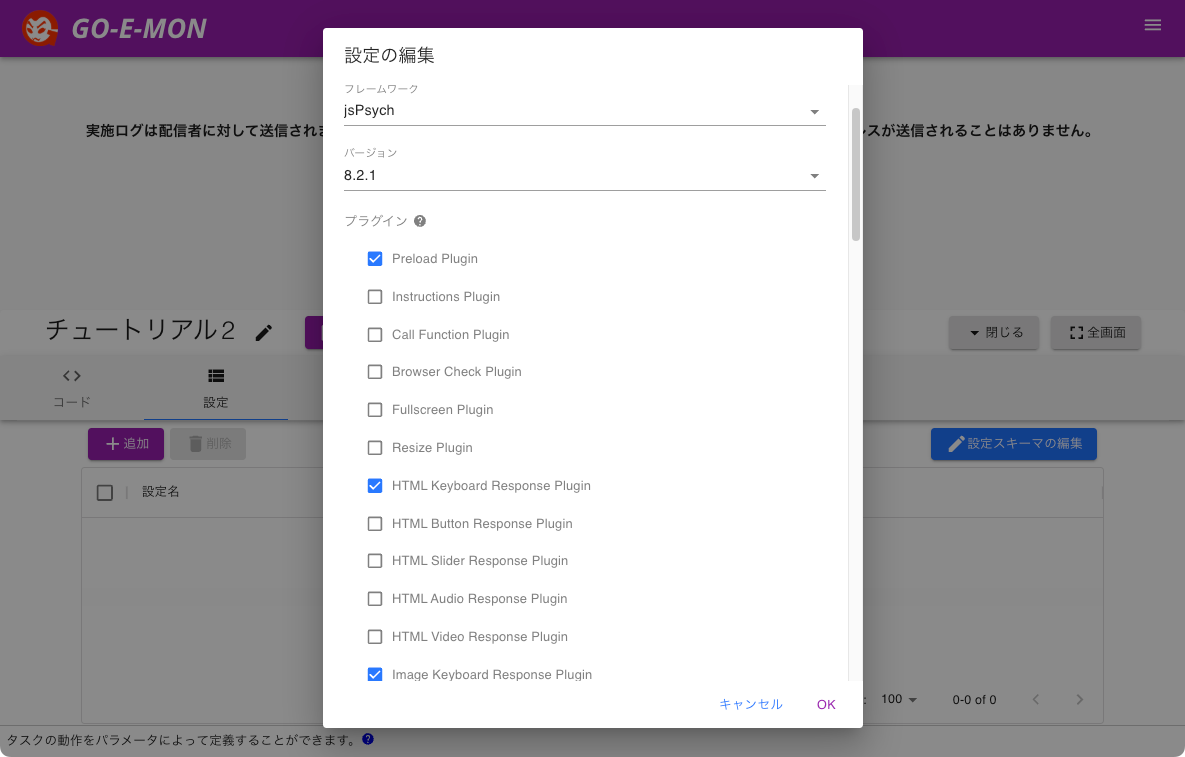 GO-E-MON
設定の編集
フレームワーク
jsPsych
実施ログは配信者に対して送信されま
スが送信されることはありません。
バージョン
8.2.1
プラグイン
Preload Plugin
Instructions Plugin
チュートリアル２
Call Function Plugin
閉じる
全画面
Browser Check Plugin
コード
設定
Fullscreen Plugin
追加
削除
Resize Plugin
設定スキーマの編集
設定名
HTML Keyboard Response Plugin
HTML Button Response Plugin
HTML Slider Response Plugin
HTML Audio Response Plugin
HTML Video Response Plugin
Image Keyboard Response Plugin
キャンセル
OK
100
0-0 of 0
タスクの動作をパラメータによって定義することができます。